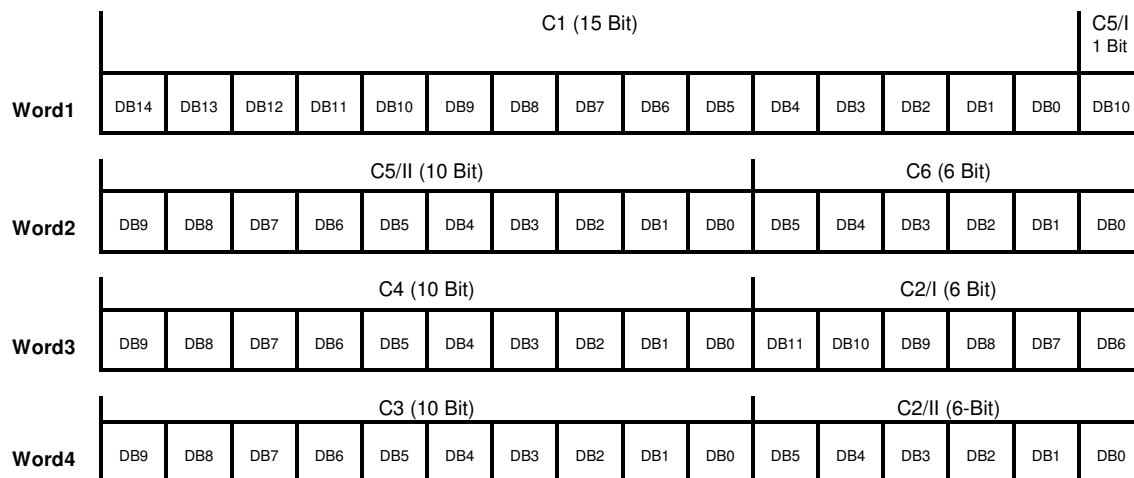 C1 (15 Bit) C5/I
1 Bit
Word1 DB14 DB13 DB12 DB11 DB10 DB9 DB8 DB7 DB6 DB5 DB4 DB3 DB2 DB1 DB0 DB10
C5/II (10 Bit) C6 (6 Bit)
Word2 DB9 DB8 DB7 DB6 DB5 DB4 DB3 DB2 DB1 DB0 DB5 DB4 DB3 DB2 DB1 DB0
C4 (10 Bit) C2/I (6 Bit)
Word3 DB9 DB8 DB7 DB6 DB5 DB4 DB3 DB2 DB1 DB0 DB11 DB10 DB9 DB8 DB7 DB6
C3 (10 Bit) C2/II (6-Bit)
Word4 DB9 DB8 DB7 DB6 DB5 DB4 DB3 DB2 DB1 DB0 DB5 DB4 DB3 DB2 DB1 DB0